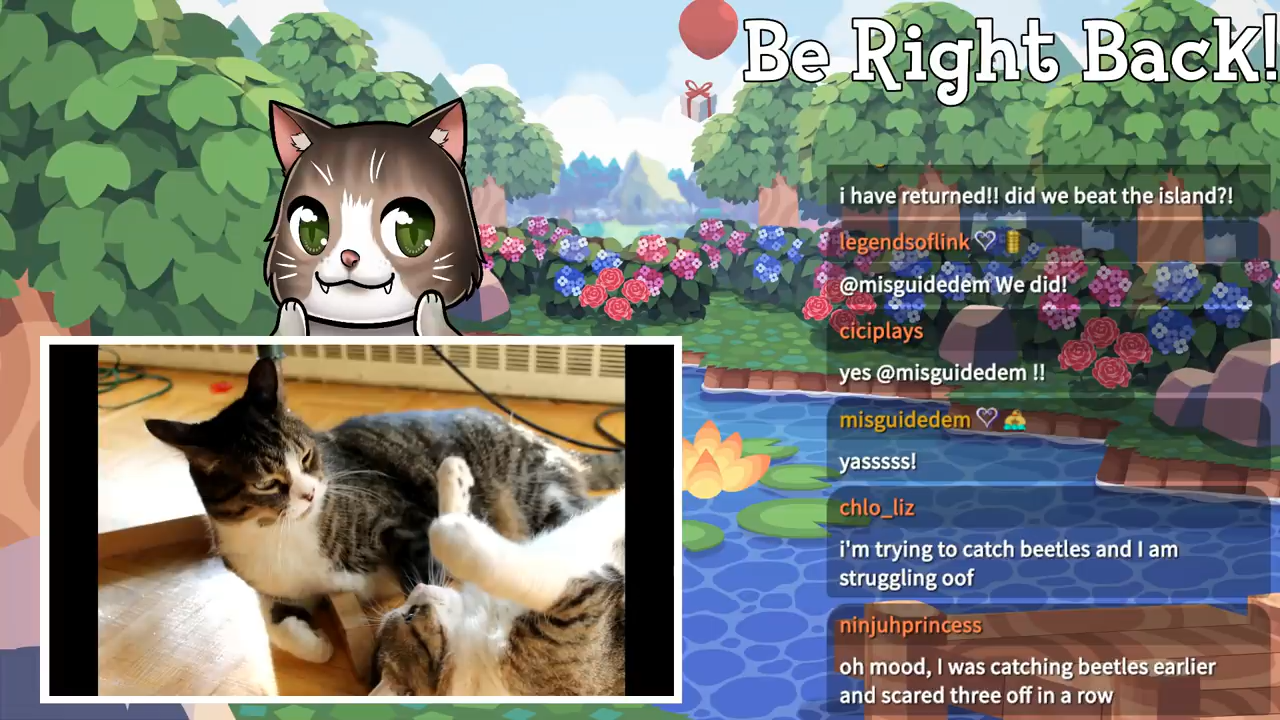 Be Right Back!
i have returned!! did we beat the island?!
legendsoflink
@misguidedem We did!
ciciplays
yes @misguidedem !!
misguidedem
yasssss!
chlo_liz
i'm trying to catch beetles and I am
struggling oof
ninjuhprincess
oh mood, I was catching beetles earlier
and scared three off in a row